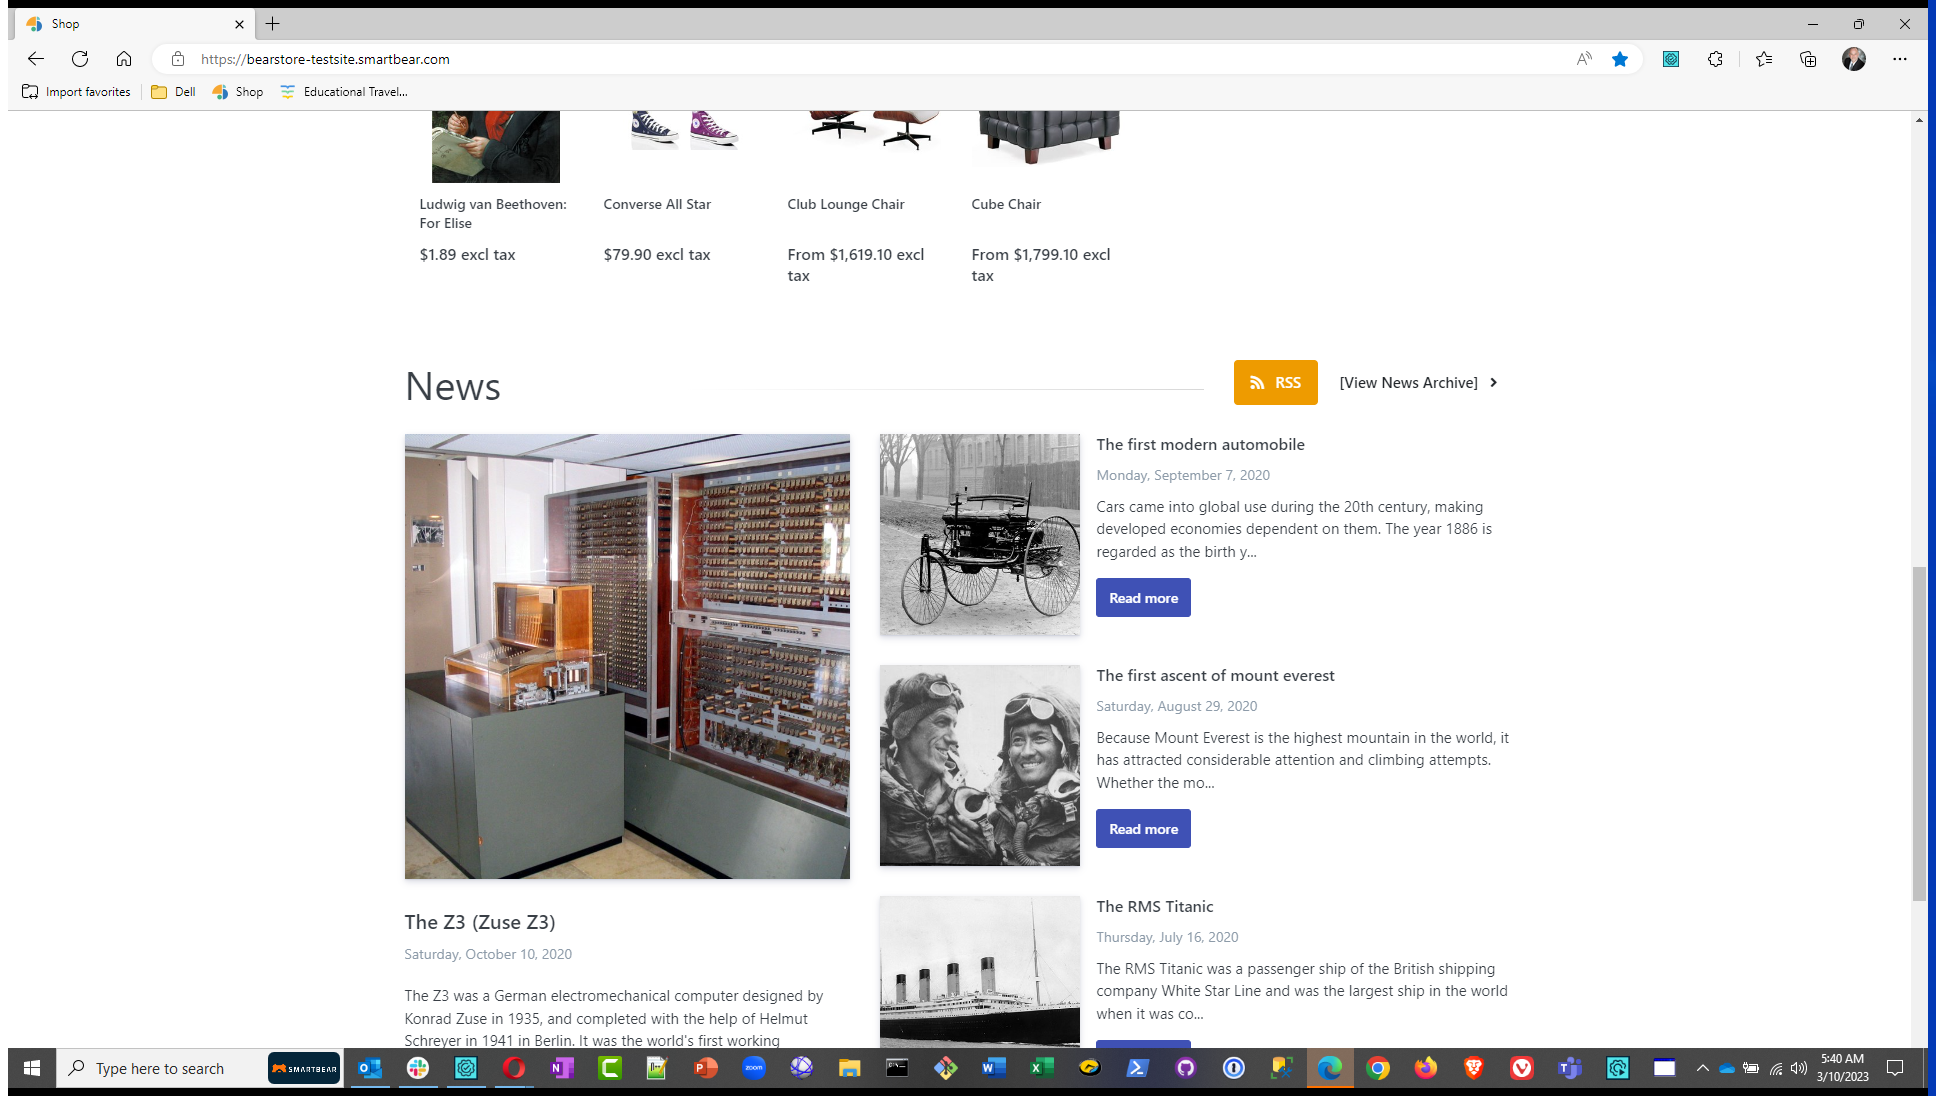 Shop
https://bearstore-testsite.smartbear.com
Import favorites
Dell
Shop
Educational Travel...
Ludwig van Beethoven:
For Elise
$1.89 excl tax
Converse All Star
$79.90 excl tax
Club Lounge Chair
From $1,619.10 excl
tax
Cube Chair
From $1,799.10 excl
tax
News
RSS
[View News Archive]
The Z3 (Zuse Z3)
Saturday, October 10, 2020
The Z3 was a German electromechanical computer designed by
Konrad Zuse in 1935, and completed with the help of Helmut
Schreyer in 1941 in Berlin. It was the world's first working
The first modern automobile
Monday, September 7, 2020
Cars came into global use during the 20th century, making
developed economies dependent on them. The year 1886 is
regarded as the birth y...
Read more
The first ascent of mount everest
Saturday, August 29, 2020
Because Mount Everest is the highest mountain in the world, it
has attracted considerable attention and climbing attempts.
Whether the mo...
Read more
The RMS Titanic
Thursday, July 16, 2020
The RMS Titanic was a passenger ship of the British shipping
company White Star Line and was the largest ship in the world
when it was co...
Type here to search
SMARTBEAR
zoom
5:40 AM
3/10/2023